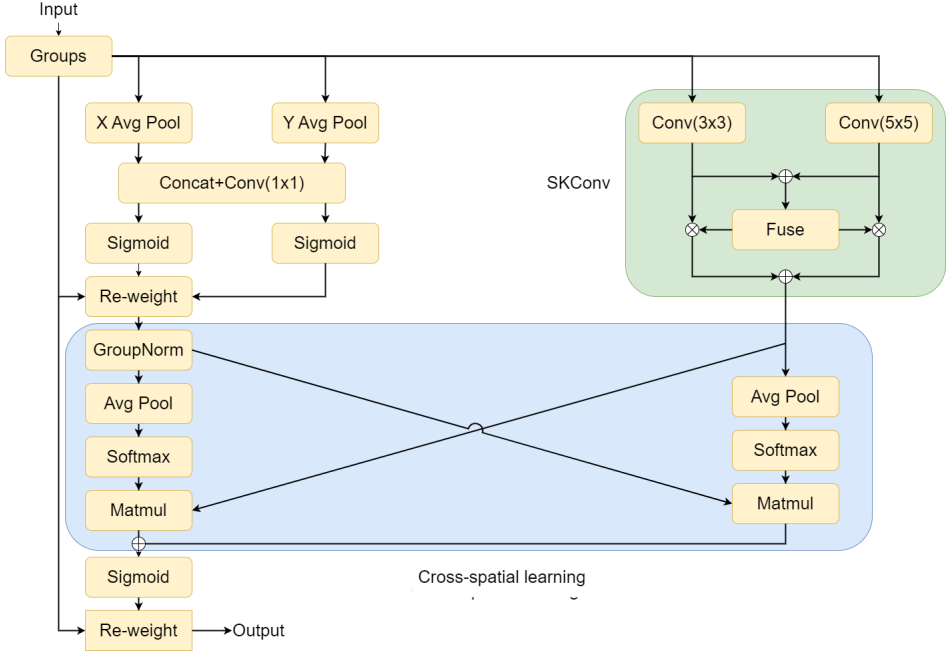 Input
Groups
X Avg Pool
Y Avg Pool
Conv(3x3)
Conv(5x5)
Concat+Conv(1x1)
SKConv
Sigmoid
Sigmoid
Fuse
Re-weight
GroupNorm
Avg Pool
Avg Pool
Softmax
Softmax
Matmul
Matmul
Sigmoid
Cross-spatial learning
Re-weight
Output